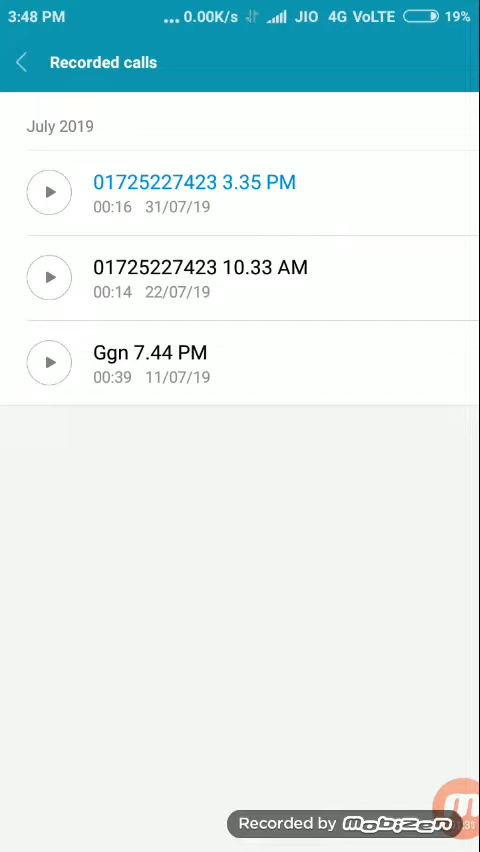 3:48 PM ... 0.00K/s JIO 4G VoLTE 19%
Recorded calls
July 2019
01725227423 3.35 PM
00:16 31/07/19
01725227423 10.33 AM
00:14 22/07/19
Ggn 7.44 PM
00:39 11/07/19
Recorded by mobizen